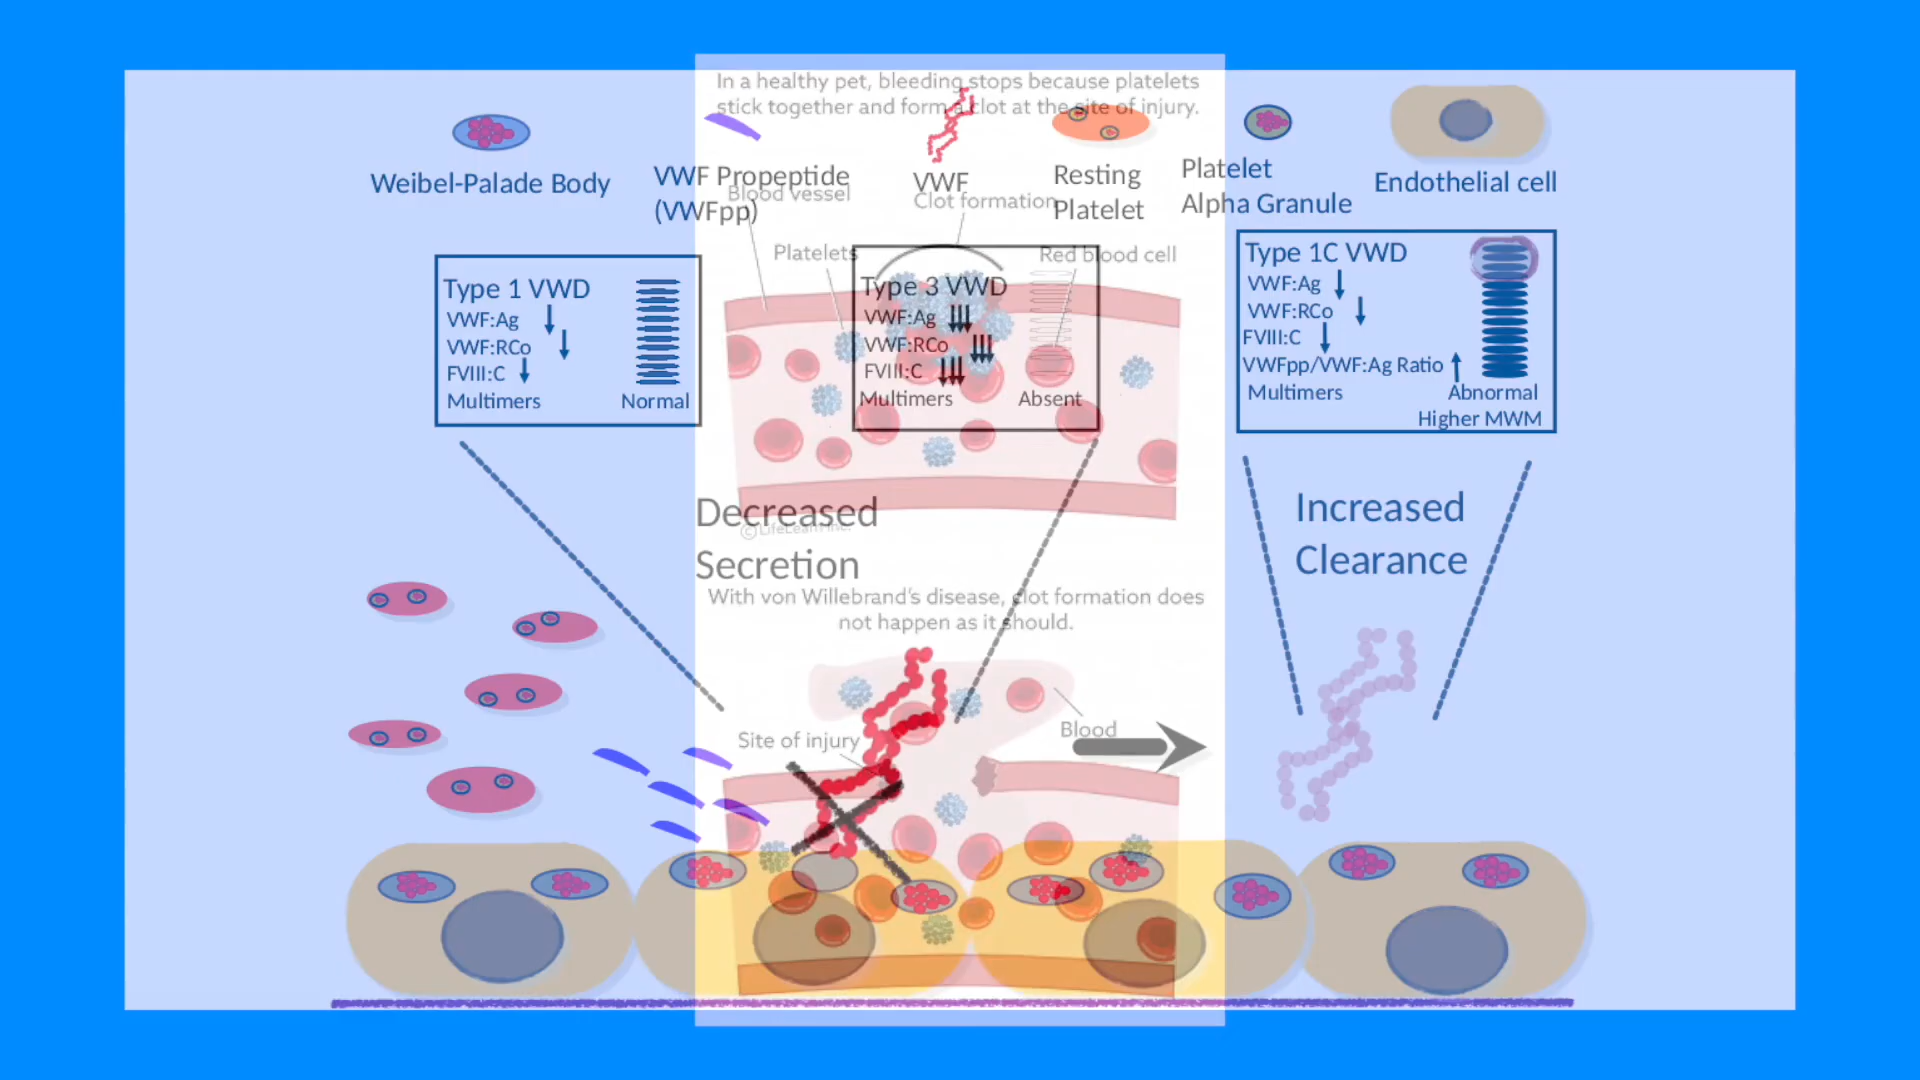 In a healthy pet, bleeding stops because platelets
stick together and form a clot at the site of injury.
Weibel-Palade Body
VWF Propeptide
(VWFpp)
VWF
Resting
Platelet
Platelet
Alpha Granule
Endothelial cell
Blood vessel
Clot formation
Platelets
Red blood cell
Type 1 VWD
VWF:Ag
VWF:RCo
FVIII:C
Multimers
Normal
Type 3 VWD
VWF:Ag
VWF:RCo
FVIII:C
Multimers
Absent
Type 1C VWD
VWF:Ag
VWF:RCo
FVIII:C
VWFpp/VWF:Ag Ratio
Multimers
Abnormal
Higher MWM
Decreased
Secretion
© LifeLearn Inc.
Increased
Clearance
With von Willebrand's disease, clot formation does
not happen as it should.
Site of injury
Blood